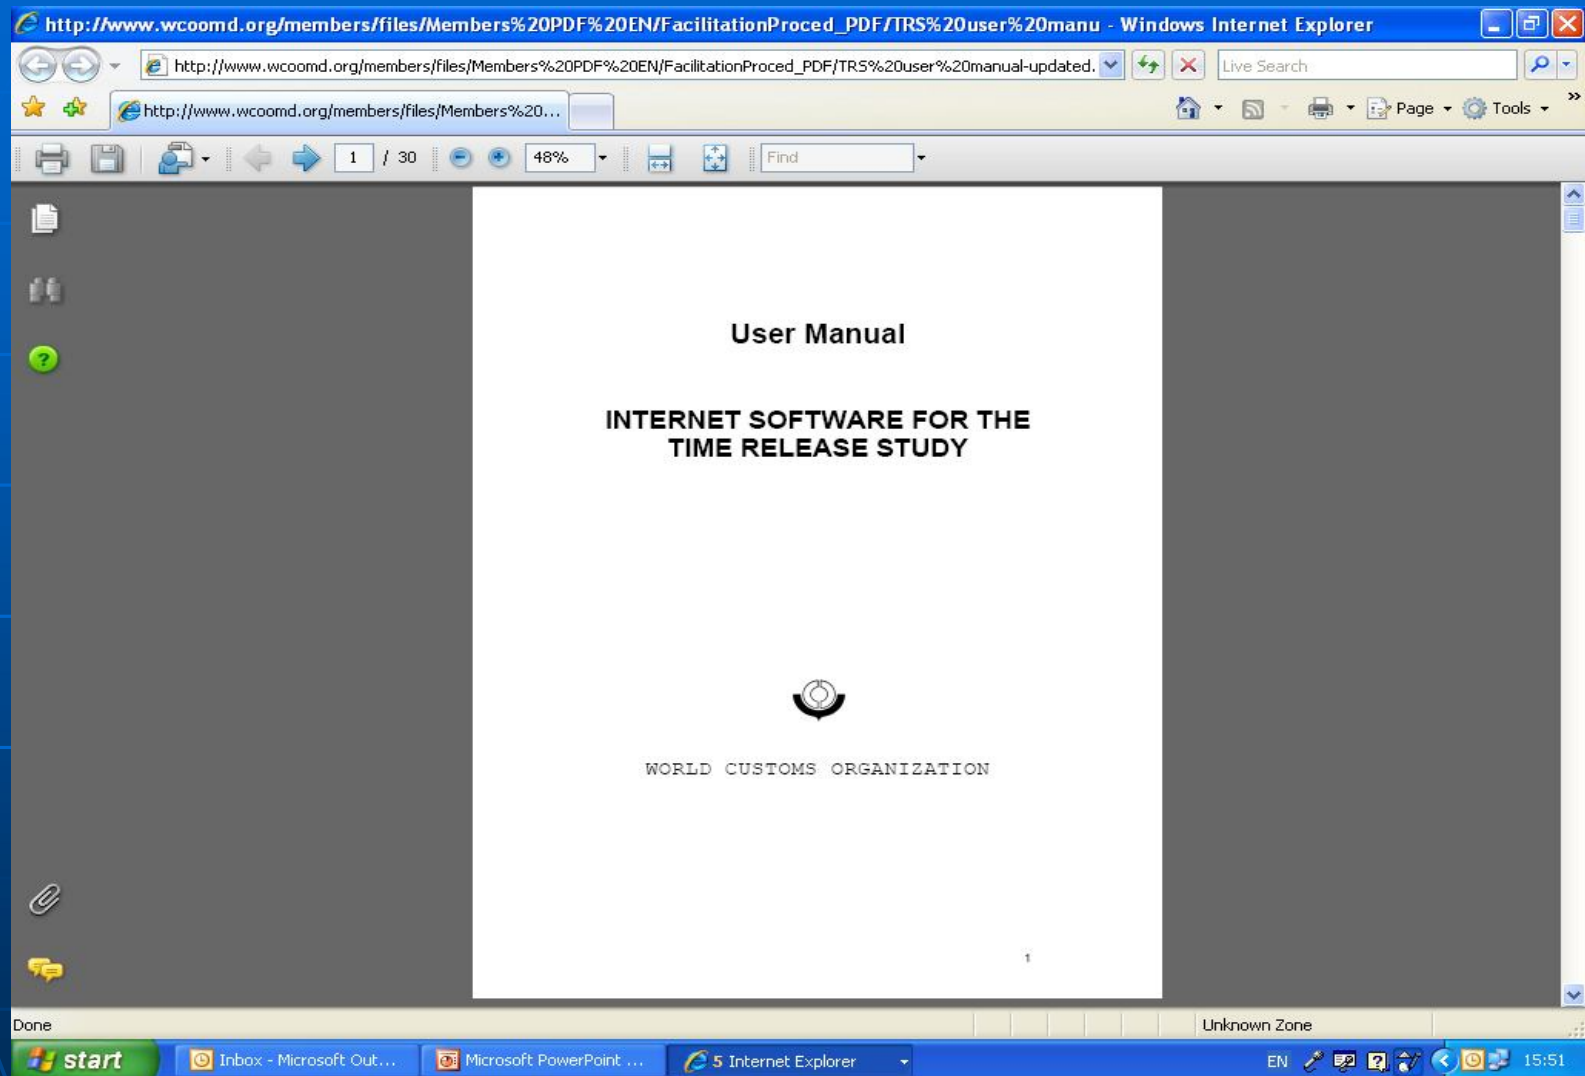 http://www.wcoomd.org/members/files/Members%20PDF%20EN/FacilitationProced_PDF/TRS%20user%20manu - Windows Internet Explorer
http://www.wcoomd.org/members/files/Members%20PDF%20EN/FacilitationProced_PDF/TRS%20user%20manual-updated.
Live Search
http://www.wcoomd.org/members/files/Members%20...
Page
Tools
1 / 30
48%
Find
User Manual
INTERNET SOFTWARE FOR THE
TIME RELEASE STUDY
WORLD CUSTOMS ORGANIZATION
1
Done
Unknown Zone
start
Inbox - Microsoft Out...
Microsoft PowerPoint ...
5 Internet Explorer
EN
15:51